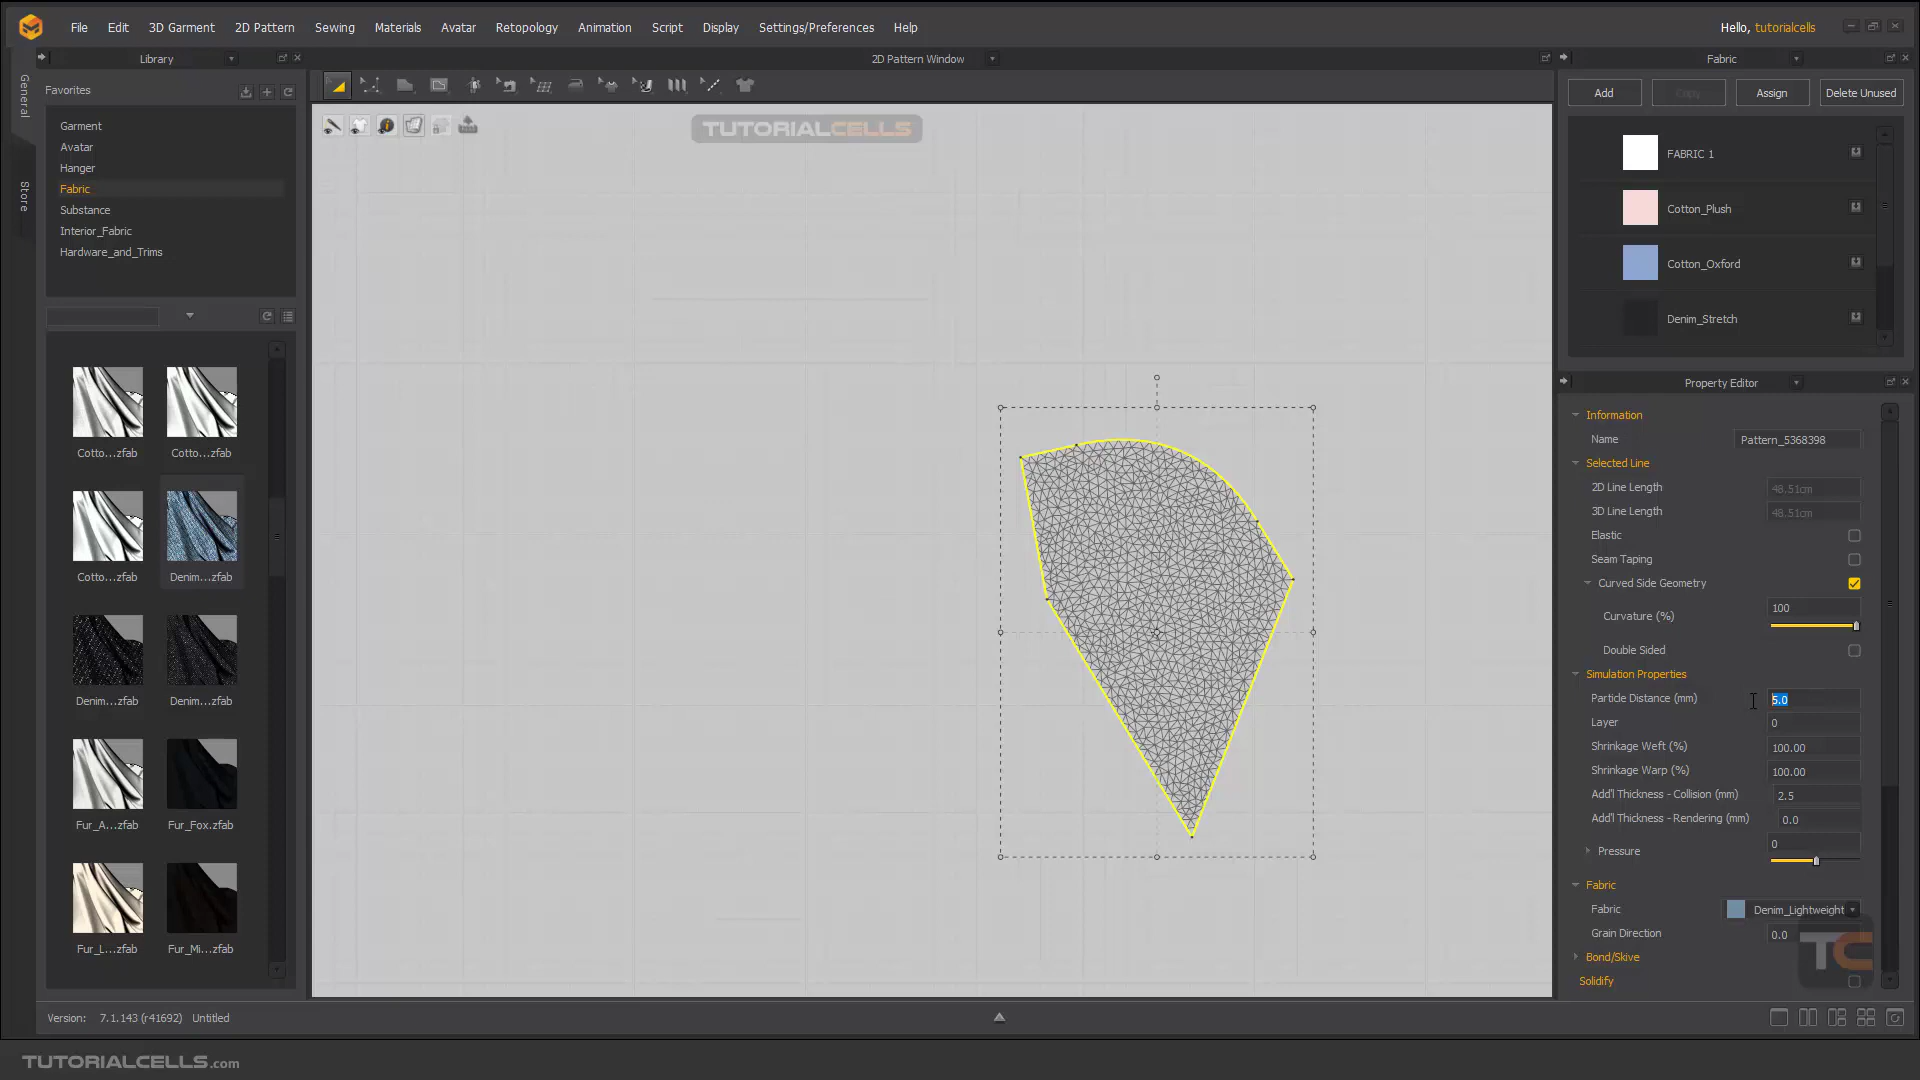 File Edit 3D Garment 2D Pattern Sewing Materials Avatar Retopology Animation Script Display Settings/Preferences Help
Hello, tutorialcells
Library
2D Pattern Window
Fabric
General
Store
Favorites
Garment
Avatar
Hanger
Fabric
Substance
Interior_Fabric
Hardware_and_Trims
Cotto...zfab Cotto...zfab
Cotto...zfab Denim...zfab
Denim...zfab Denim...zfab
Fur_A...zfab Fur_Fox.zfab
Fur_L...zfab Fur_Mi...zfab
TUTORIALCELLS
Add Copy Assign Delete Unused
FABRIC 1
Cotton_Plush
Cotton_Oxford
Denim_Stretch
Property Editor
Information
Name Pattern_5368398
Selected Line
2D Line Length 48.51cm
3D Line Length 48.51cm
Elastic
Seam Taping
Curved Side Geometry
Curvature (%) 100
Double Sided
Simulation Properties
Particle Distance (mm) 5.0
Layer 0
Shrinkage Weft (%) 100.00
Shrinkage Warp (%) 100.00
Add'l Thickness - Collision (mm) 2.5
Add'l Thickness - Rendering (mm) 0.0
Pressure 0
Fabric
Fabric Denim_Lightweight
Grain Direction 0.0
Bond/Skive
Solidify
TC
Version: 7.1.143 (r41692) Untitled
TUTORIALCELLS.com